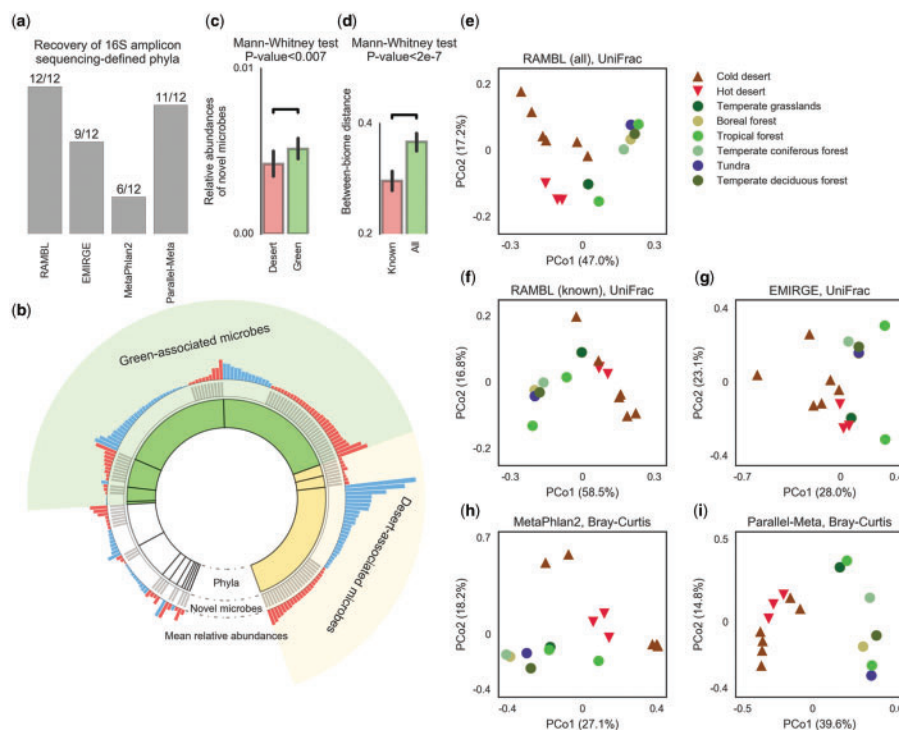 (a)
Recovery of 16S amplicon
sequencing-defined phyla
12/12
9/12
6/12
11/12
RAMBL
EMIRGE
MetaPhlan2
Parallel-Meta
(c)
Mann-Whitney test
P-value<0.007
0.01
0.00
Relative abundances
of novel microbes
Desert
Green
(d)
Mann-Whitney test
P-value<2e-7
0.4
0.2
Between-biome distance
Known
All
(e)
RAMBL (all), UniFrac
0.2
0
-0.2
PCo2 (17.2%)
-0.3
0
0.3
PCo1 (47.0%)
Cold desert
Hot desert
Temperate grasslands
Boreal forest
Tropical forest
Temperate coniferous forest
Tundra
Temperate deciduous forest
(b)
Green-associated microbes
Desert-associated microbes
Phyla
Novel microbes
Mean relative abundances
(f)
RAMBL (known), UniFrac
0.2
0
-0.2
PCo2 (16.8%)
-0.3
0
0.3
PCo1 (58.5%)
(g)
EMIRGE, UniFrac
0.4
0
-0.4
PCo2 (23.1%)
-0.7
0
0.4
PCo1 (28.0%)
(h)
MetaPhlan2, Bray-Curtis
0.7
0
-0.4
PCo2 (18.2%)
-0.4
0
0.4
PCo1 (27.1%)
(i)
Parallel-Meta, Bray-Curtis
0.5
0
-0.4
PCo2 (14.8%)
-0.5
0
0.4
PCo1 (39.6%)